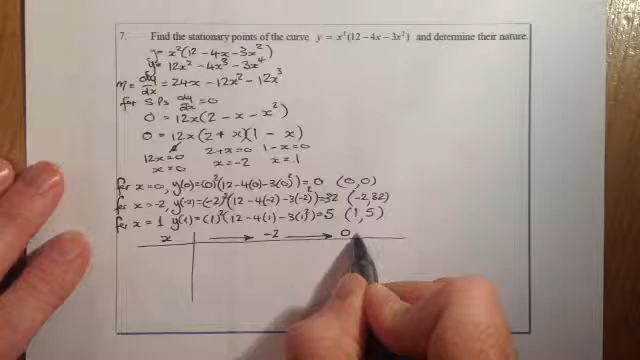 7. Find the stationary points of the curve y = x²(12 – 4x – 3x²) and determine their nature.
y = x²(12 - 4x - 3x²)
y = 12x² - 4x³ - 3x⁴
m = dy/dx = 24x - 12x² - 12x³
for S.Ps dy/dx = 0
0 = 12x(2 - x - x²)
0 = 12x(2 + x)(1 - x)
12x = 0 2 + x = 0 1 - x = 0
x = 0 x = -2 x = 1
for x = 0, y(0) = (0)²(12 - 4(0) - 3(0²)) = 0 (0, 0)
for x = -2, y(-2) = (-2)²(12 - 4(-2) - 3(-2)²) = 32 (-2, 32)
for x = 1 y(1) = (1)²(12 - 4(1) - 3(1)²) = 5 (1, 5)
x → -2 → 0